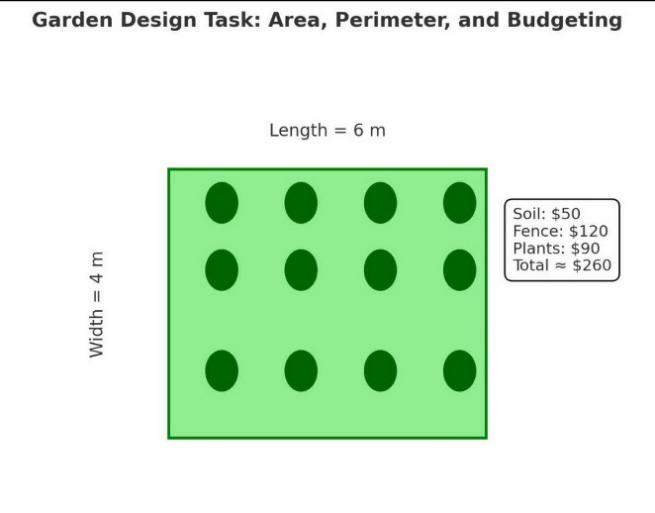 Garden Design Task: Area, Perimeter, and Budgeting
Length = 6 m
Width = 4 m
Soil: $50
Fence: $120
Plants: $90
Total ≈ $260